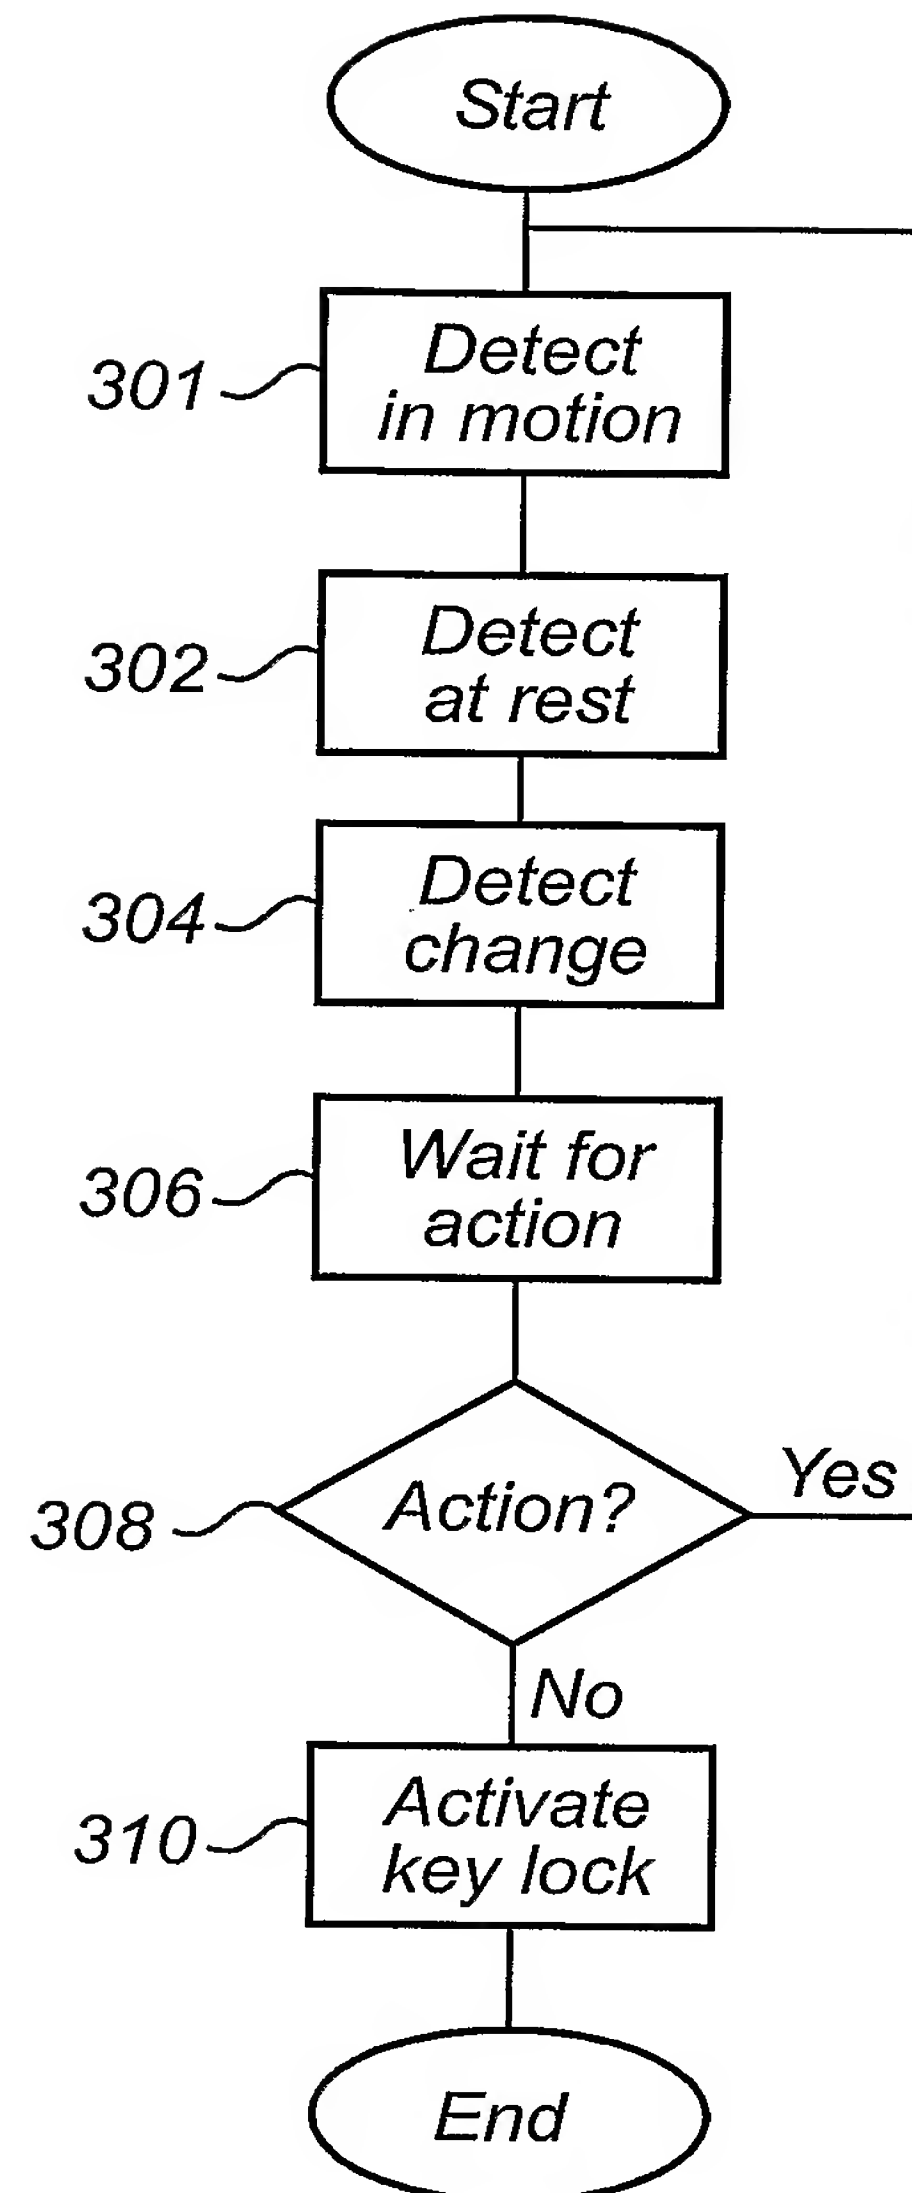 Start
301
Detect
in motion
302
Detect
at rest
304
Detect
change
306
Wait for
action
308
Action?
Yes
No
310
Activate
key lock
End